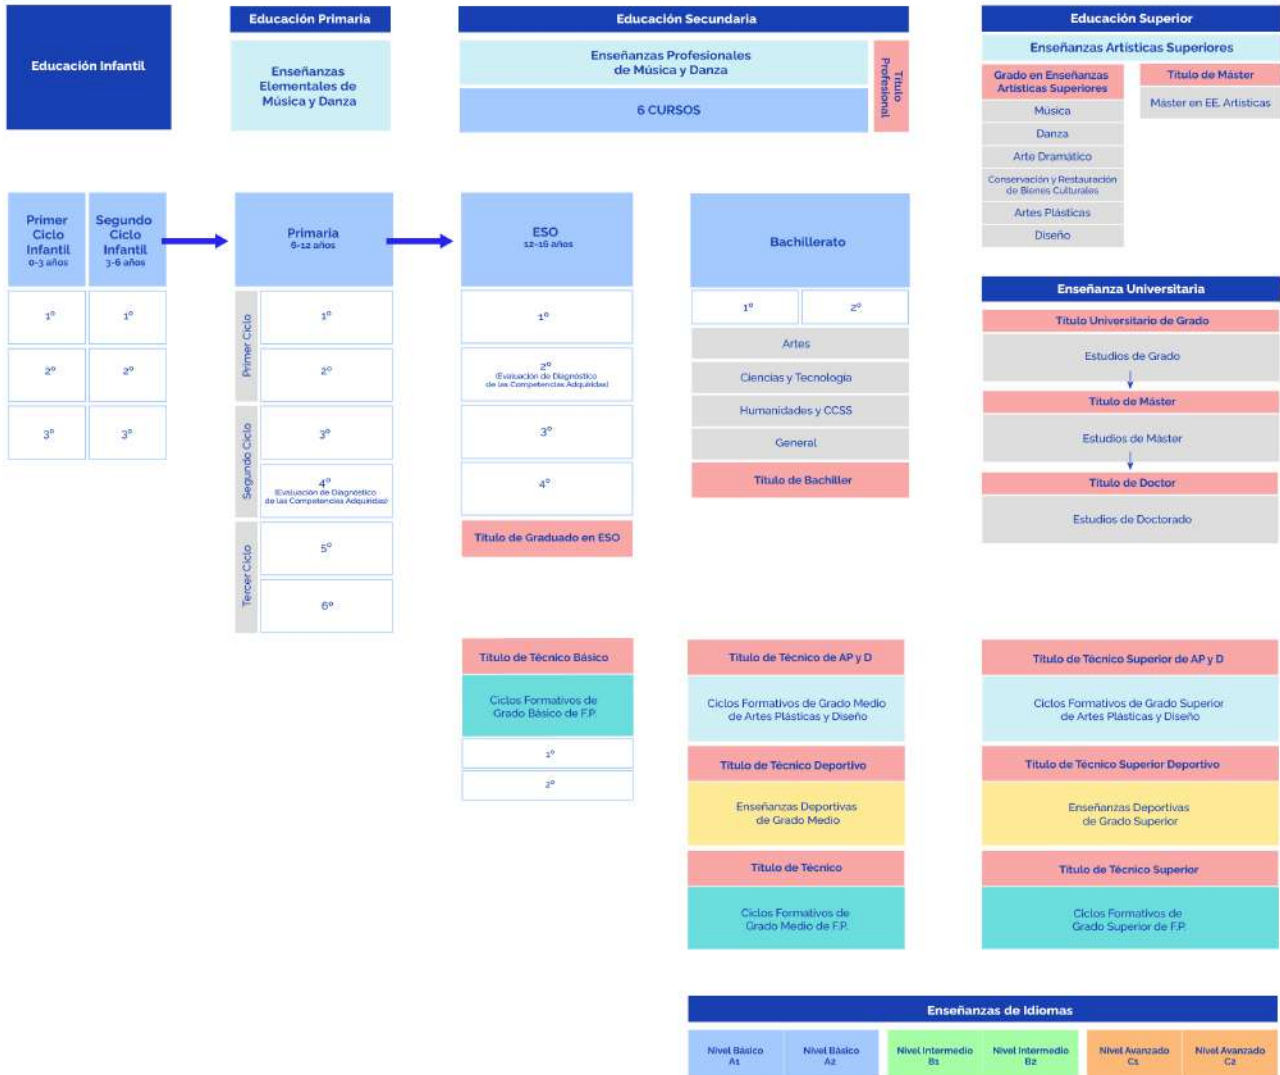 Educación Infantil
Educación Primaria
Enseñanzas
Elementales de
Música y Danza
Educación Secundaria
Enseñanzas Profesionales
de Música y Danza
6 CURSOS
Título
Profesional
Educación Superior
Enseñanzas Artísticas Superiores
Grado en Enseñanzas
Artísticas Superiores
Música
Danza
Arte Dramático
Conservación y Restauración
de Bienes Culturales
Artes Plásticas
Diseño
Título de Máster
Máster en EE. Artísticas
Primer
Ciclo
Infantil
0-3 años
1º
2º
3º
Segundo
Ciclo
Infantil
3-6 años
1º
2º
3º
Primaria
6-12 años
Primer Ciclo
1º
2º
Segundo Ciclo
3º
4º
(Evaluación de Diagnóstico
de las Competencias Adquiridas)
Tercer Ciclo
5º
6º
ESO
12-16 años
1º
2º
(Evaluación de Diagnóstico
de las Competencias Adquiridas)
3º
4º
Título de Graduado en ESO
Bachillerato
1º
2º
Artes
Ciencias y Tecnología
Humanidades y CCSS
General
Título de Bachiller
Enseñanza Universitaria
Título Universitario de Grado
Estudios de Grado
Título de Máster
Estudios de Máster
Título de Doctor
Estudios de Doctorado
Título de Técnico Básico
Ciclos Formativos de
Grado Básico de F.P.
1º
2º
Título de Técnico de AP y D
Ciclos Formativos de Grado Medio
de Artes Plásticas y Diseño
Título de Técnico Deportivo
Enseñanzas Deportivas
de Grado Medio
Título de Técnico
Ciclos Formativos de
Grado Medio de F.P.
Título de Técnico Superior de AP y D
Ciclos Formativos de Grado Superior
de Artes Plásticas y Diseño
Título de Técnico Superior Deportivo
Enseñanzas Deportivas
de Grado Superior
Título de Técnico Superior
Ciclos Formativos de
Grado Superior de F.P.
Enseñanzas de Idiomas
Nivel Básico
A1
Nivel Básico
A2
Nivel Intermedio
B1
Nivel Intermedio
B2
Nivel Avanzado
C1
Nivel Avanzado
C2